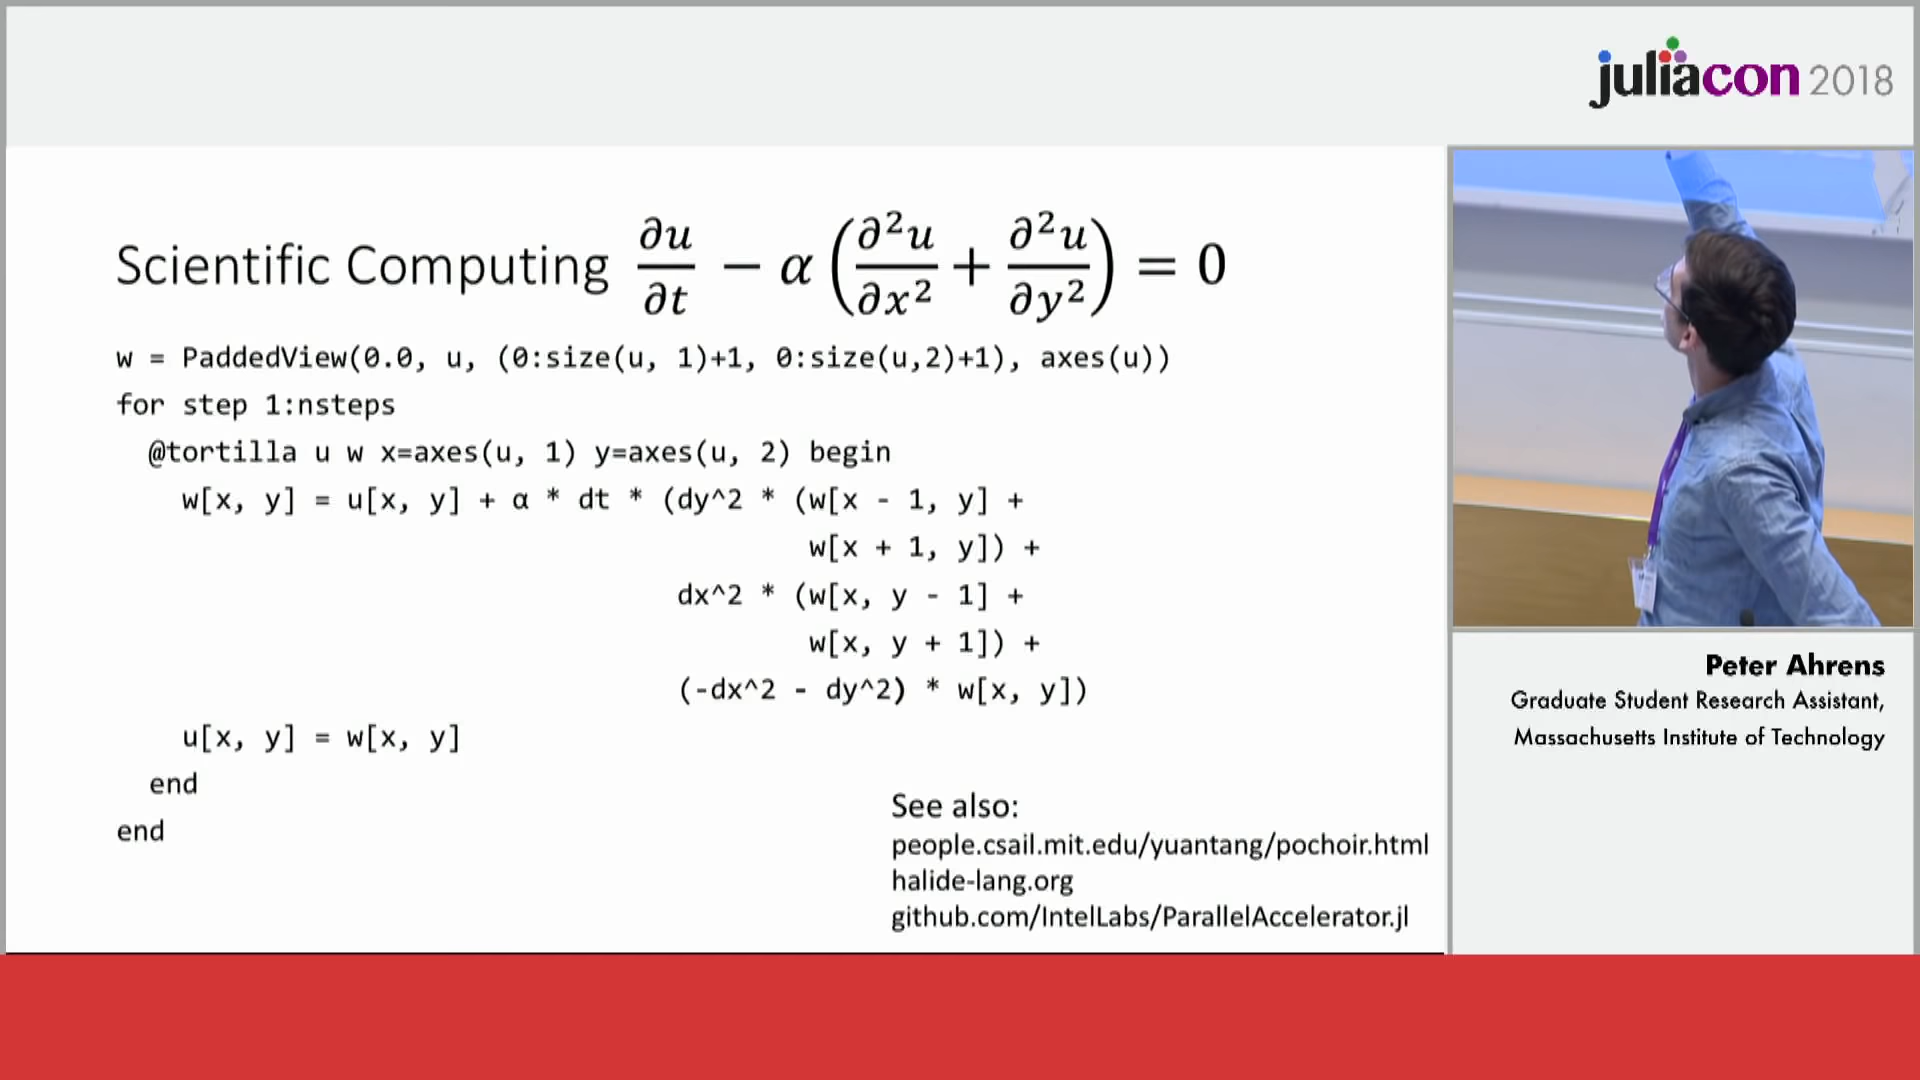 juliacon 2018
Scientific Computing ∂u/∂t − α (∂²u/∂x² + ∂²u/∂y²) = 0
w = PaddedView(0.0, u, (0:size(u, 1)+1, 0:size(u,2)+1), axes(u))
for step 1:nsteps
@tortilla u w x=axes(u, 1) y=axes(u, 2) begin
w[x, y] = u[x, y] + α * dt * (dy^2 * (w[x - 1, y] +
w[x + 1, y]) +
dx^2 * (w[x, y - 1] +
w[x, y + 1]) +
(-dx^2 - dy^2) * w[x, y])
u[x, y] = w[x, y]
end
end
See also:
people.csail.mit.edu/yuantang/pochoir.html
halide-lang.org
github.com/IntelLabs/ParallelAccelerator.jl
Peter Ahrens
Graduate Student Research Assistant,
Massachusetts Institute of Technology